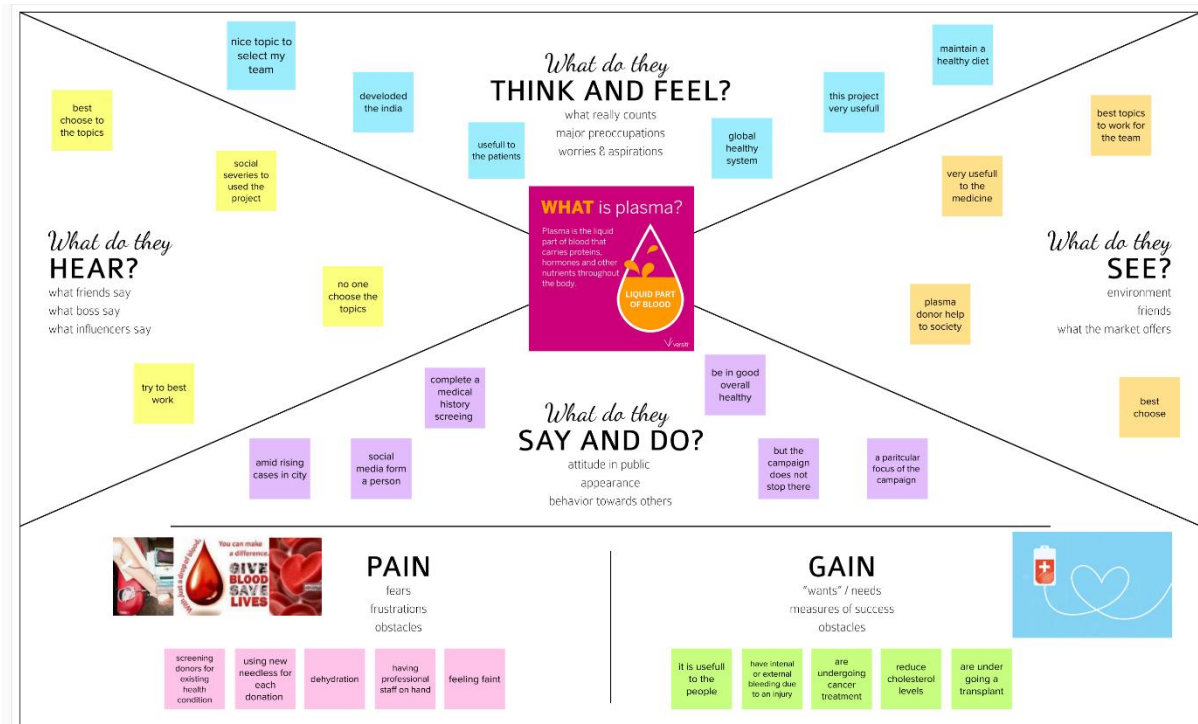 nice topic to
select my
team
develoded
the india
usefull to
the patients
What do they
THINK AND FEEL?
what really counts
major preoccupations
worries & aspirations
global
healthy
system
this project
very usefull
maintain a
healthy diet
best
choose to
the topics
social
severies to
used the
project
What do they
HEAR?
what friends say
what boss say
what influencers say
no one
choose the
topics
try to best
work
WHAT is plasma?
Plasma is the liquid
part of blood that
carries proteins,
hormones and other
nutrients throughout
the body.
LIQUID PART
OF BLOOD
versiti
best topics
to work for
the team
very usefull
to the
medicine
What do they
SEE?
environment
friends
what the market offers
plasma
donor help
to society
best
choose
complete a
medical
history
screeing
be in good
overall
healthy
What do they
SAY AND DO?
attitude in public
appearance
behavior towards others
amid rising
cases in city
social
media form
a person
but the
campaign
does not
stop there
a paritcular
focus of the
campaign
With just a drop of blood,
You can make
a difference.
GIVE
BLOOD
SAVE
LIVES
PAIN
fears
frustrations
obstacles
screening
donors for
existing
health
condition
using new
needless for
each
donation
dehydration
having
professional
staff on hand
feeling faint
GAIN
"wants" / needs
measures of success
obstacles
it is usefull
to the
people
have intenal
or external
bleeding due
to an injury
are
undergoing
cancer
treatment
reduce
cholesterol
levels
are under
going a
transplant